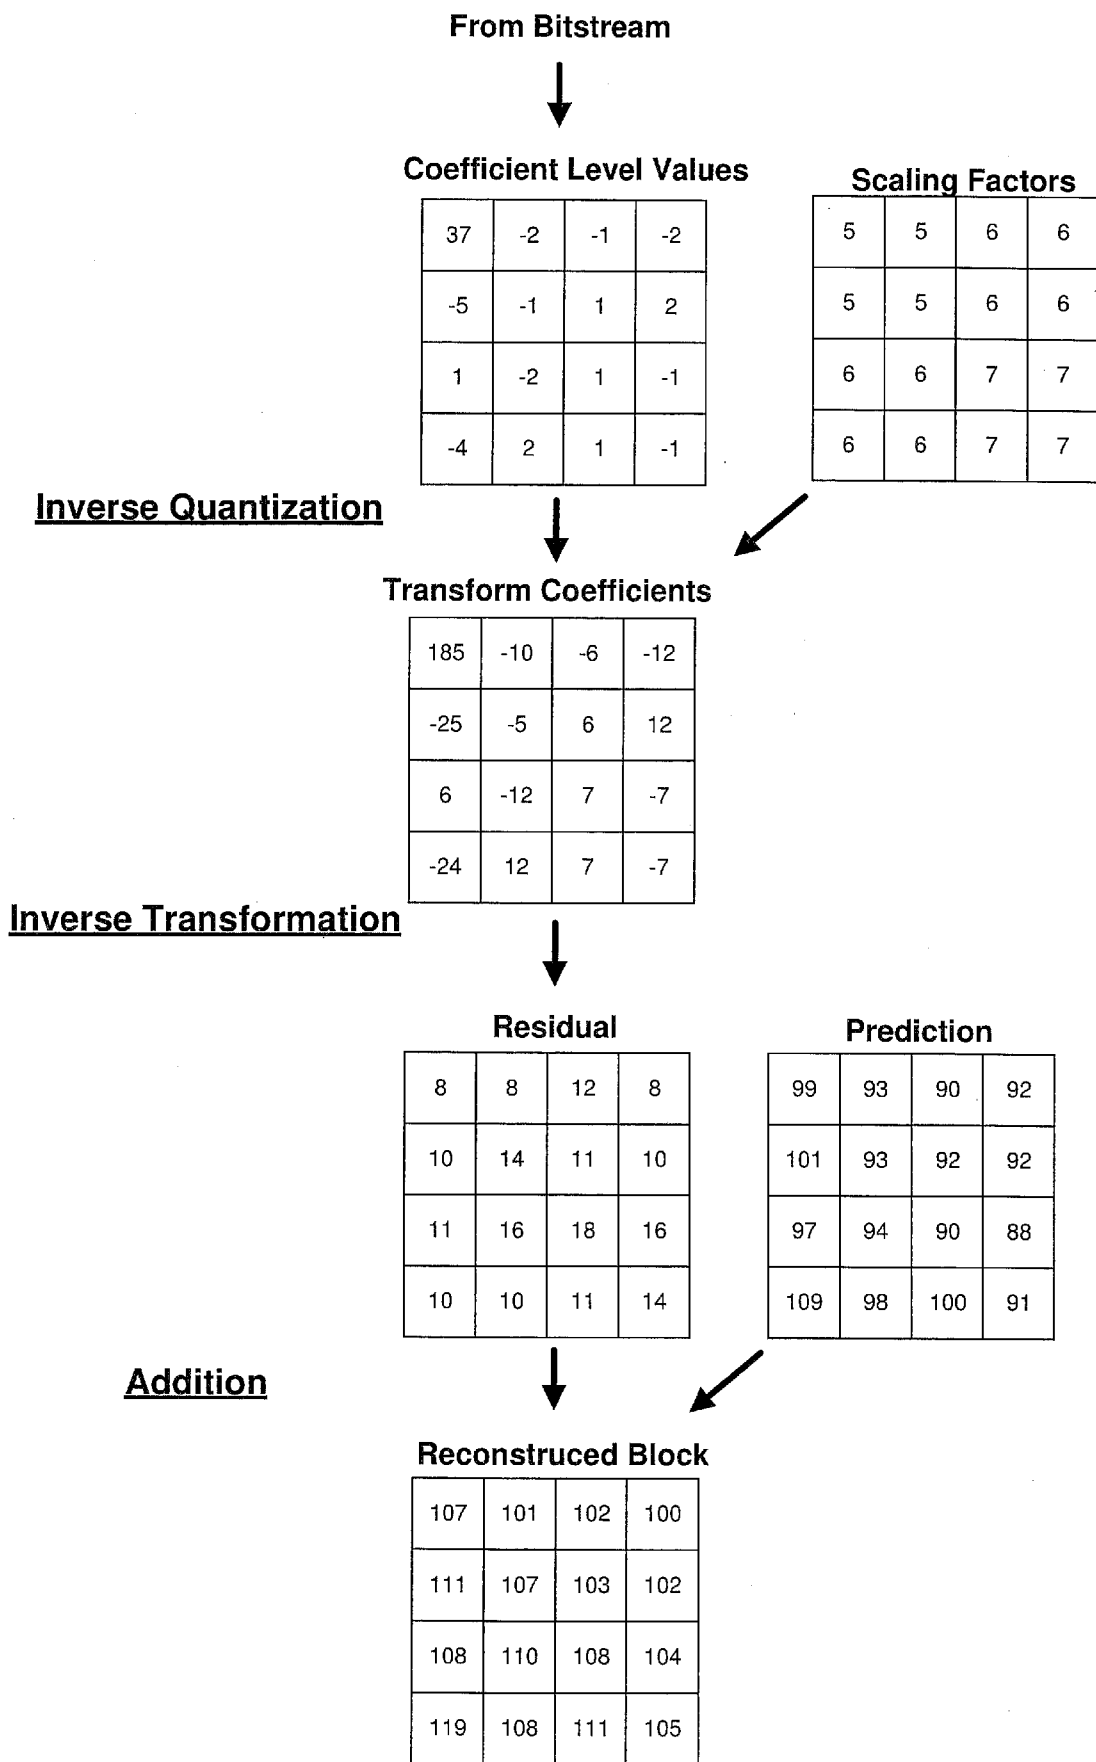 From Bitstream
Coefficient Level Values
Scaling Factors
37 -2 -1 -2
-5 -1 1 2
1 -2 1 -1
-4 2 1 -1
5 5 6 6
5 5 6 6
6 6 7 7
6 6 7 7
Inverse Quantization
Transform Coefficients
185 -10 -6 -12
-25 -5 6 12
6 -12 7 -7
-24 12 7 -7
Inverse Transformation
Residual
Prediction
8 8 12 8
10 14 11 10
11 16 18 16
10 10 11 14
99 93 90 92
101 93 92 92
97 94 90 88
109 98 100 91
Addition
Reconstruced Block
107 101 102 100
111 107 103 102
108 110 108 104
119 108 111 105